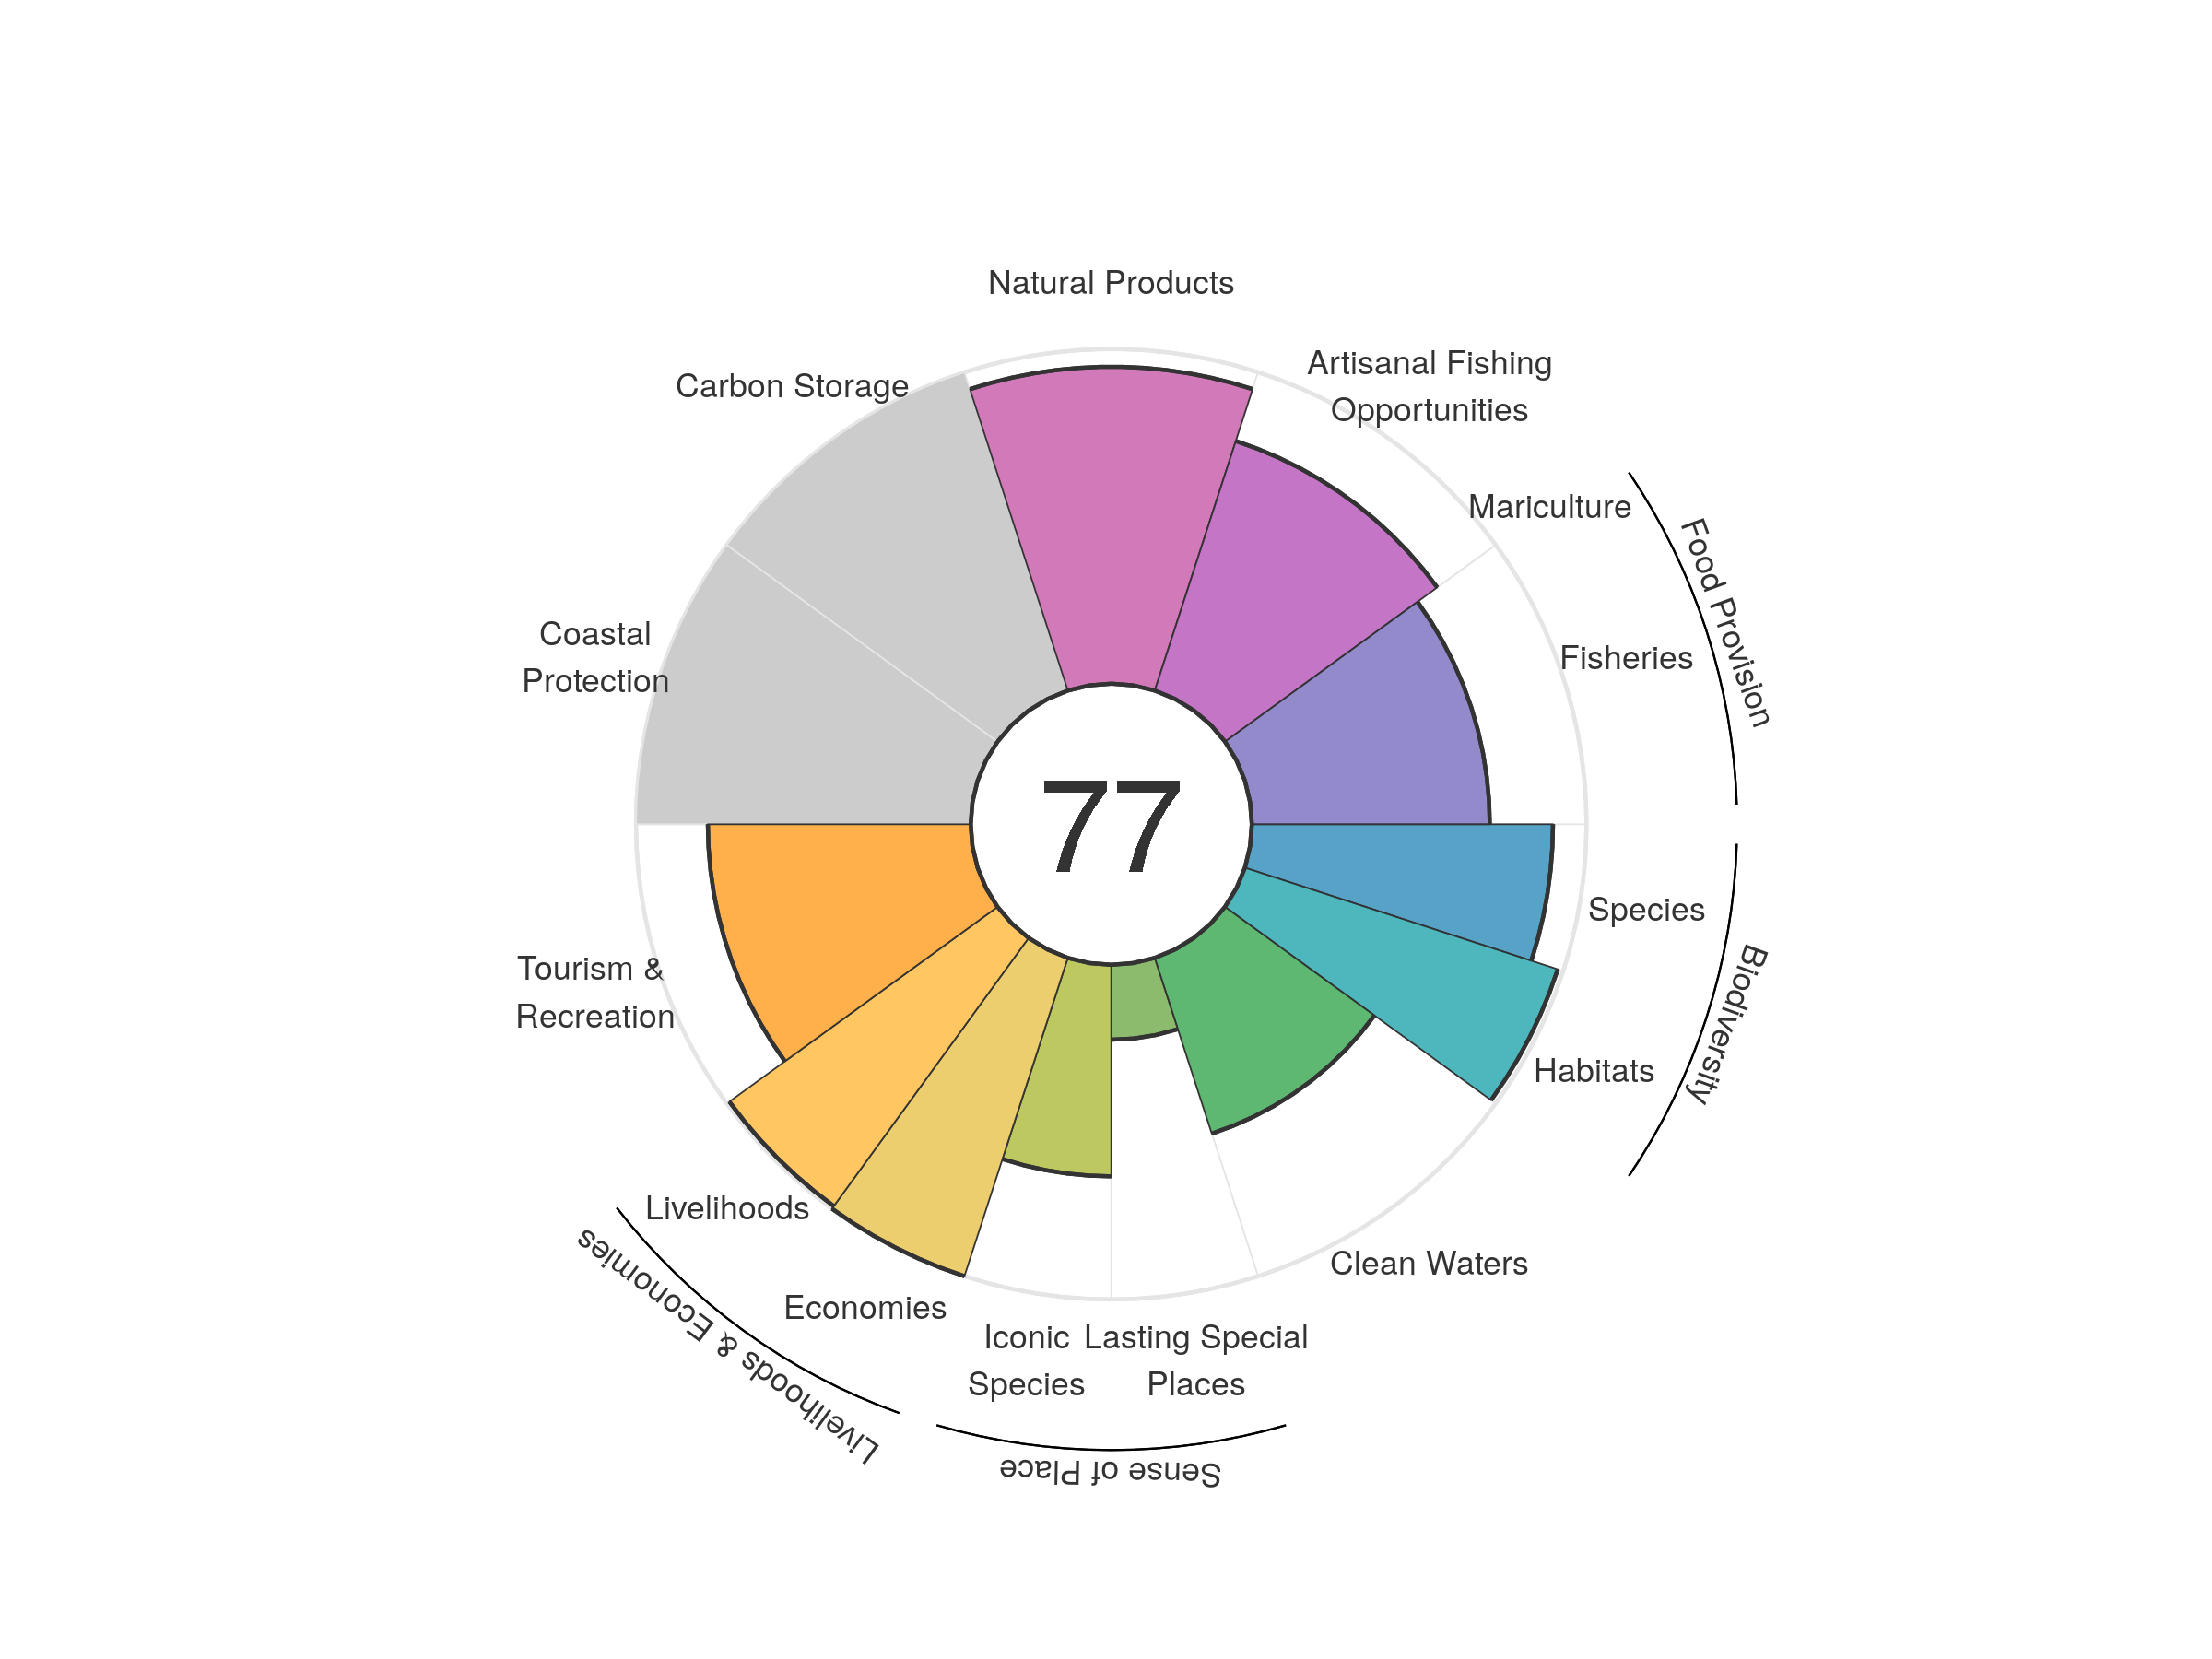 Natural Products
Artisanal Fishing
Opportunities
Carbon Storage
Mariculture
Food Provision
Coastal
Protection
Fisheries
77
Species
Biodiversity
Tourism &
Recreation
Habitats
Livelihoods
Clean Waters
Economies
Livelihoods & Economies
Iconic
Species
Lasting Special
Places
Sense of Place